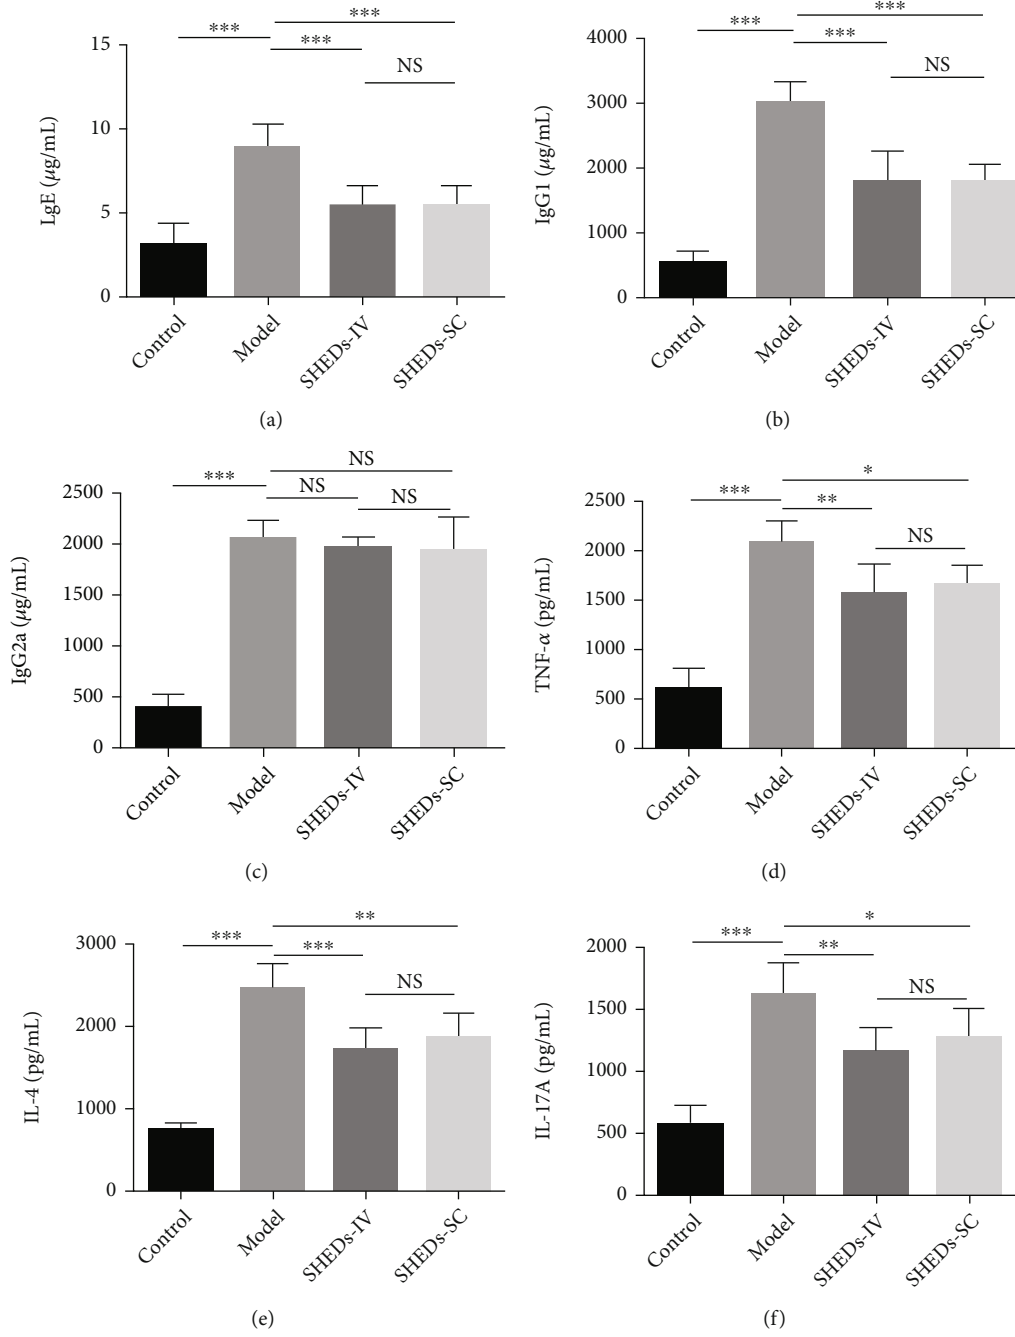 ***
***
***
NS
15
10
5
0
LgE (μg/mL)
Control
Model
SHEDs-IV
SHEDs-SC
(a)
***
***
***
NS
4000
3000
2000
1000
0
IgG1 (μg/mL)
Control
Model
SHEDs-IV
SHEDs-SC
(b)
NS
***
NS
NS
2500
2000
1500
1000
500
0
IgG2a (μg/mL)
Control
Model
SHEDs-IV
SHEDs-SC
(c)
*
***
**
NS
2500
2000
1500
1000
500
0
TNF-α (pg/mL)
Control
Model
SHEDs-IV
SHEDs-SC
(d)
**
***
***
NS
3000
2000
1000
0
IL-4 (pg/mL)
Control
Model
SHEDs-IV
SHEDs-SC
(e)
*
***
**
NS
2000
1500
1000
500
0
IL-17A (pg/mL)
Control
Model
SHEDs-IV
SHEDs-SC
(f)